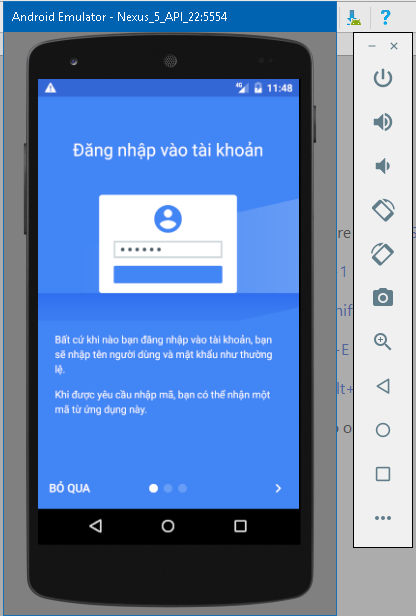 Android Emulator - Nexus_5_API_22:5554
?
4G
11:48
Đăng nhập vào tài khoản
Bất cứ khi nào bạn đăng nhập vào tài khoản, bạn
sẽ nhập tên người dùng và mật khẩu như thường
lệ.
Khi được yêu cầu nhập mã, bạn có thể nhận một
mã từ ứng dụng này.
BỎ QUA